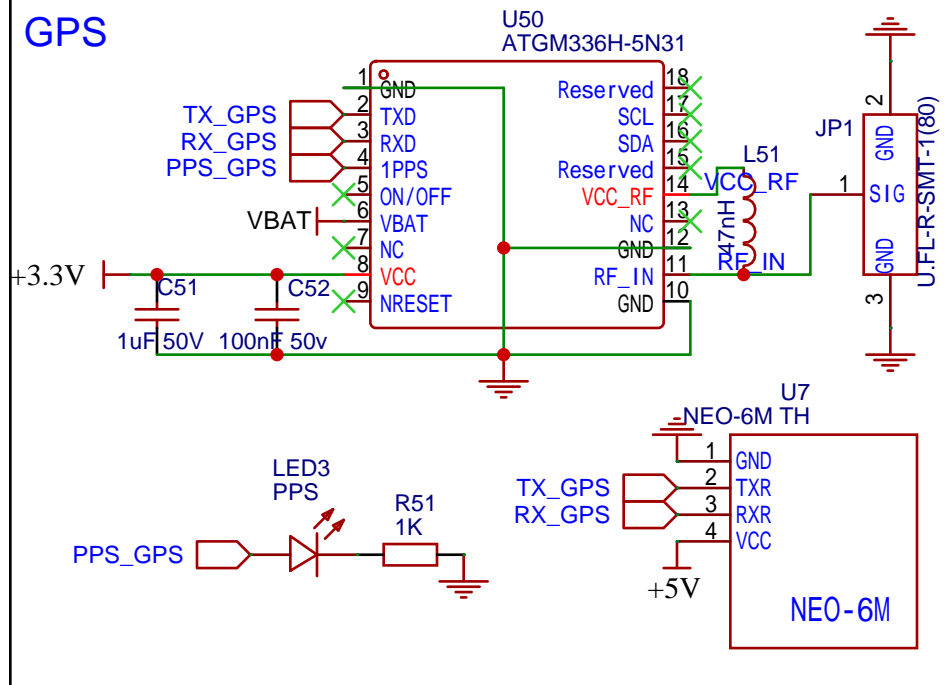 GPS
U50
ATGM336H-5N31
1 GND
2 TXD
3 RXD
4 1PPS
5 ON/OFF
6 VBAT
7 NC
8 VCC
9 NRESET
18 Reserved
17 SCL
16 SDA
15 Reserved
14 VCC_RF
13 NC
12 GND
11 RF_IN
10 GND
TX_GPS
RX_GPS
PPS_GPS
VBAT
+3.3V
C51
1uF 50V
C52
100nF 50v
L51
VCC_RF
47nH
RF_IN
JP1
2
GND
1 SIG
GND
3
U.FL-R-SMT-1(80)
U7
NEO-6M TH
1 GND
2 TXR
3 RXR
4 VCC
TX_GPS
RX_GPS
+5V
NEO-6M
LED3
PPS
R51
1K
PPS_GPS